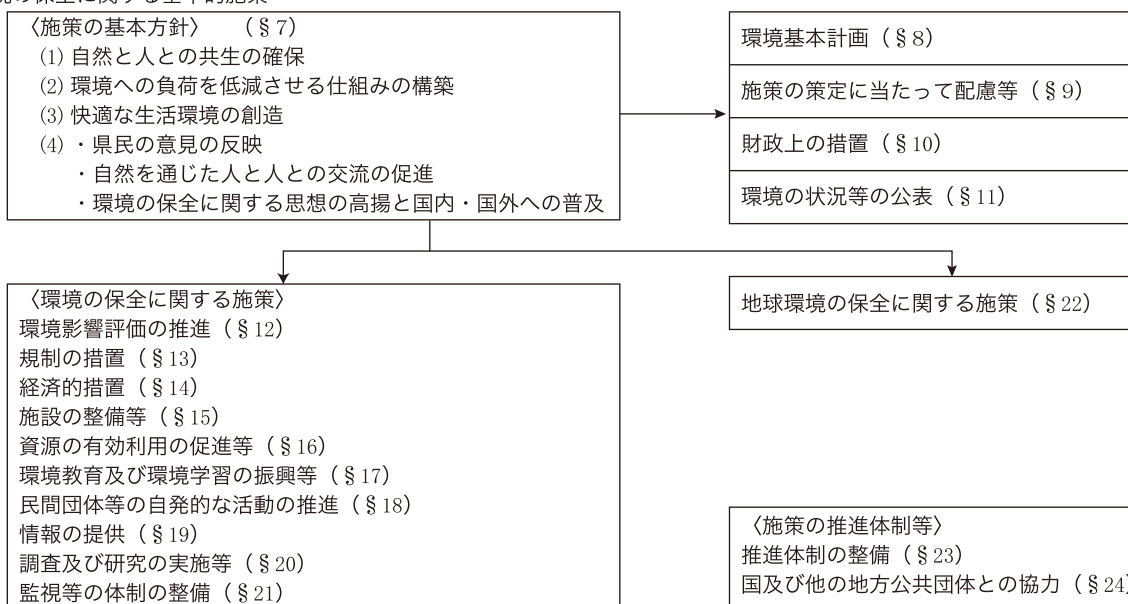 境の保全に関する基本的施策
〈施策の基本方針〉　（§7）
(1) 自然と人との共生の確保
(2) 環境への負荷を低減させる仕組みの構築
(3) 快適な生活環境の創造
(4) ・県民の意見の反映
・自然を通じた人と人との交流の促進
・環境の保全に関する思想の高揚と国内・国外への普及
環境基本計画（§8）
施策の策定に当たって配慮等（§9）
財政上の措置（§10）
環境の状況等の公表（§11）
〈環境の保全に関する施策〉
環境影響評価の推進（§12）
規制の措置（§13）
経済的措置（§14）
施設の整備等（§15）
資源の有効利用の促進等（§16）
環境教育及び環境学習の振興等（§17）
民間団体等の自発的な活動の推進（§18）
情報の提供（§19）
調査及び研究の実施等（§20）
監視等の体制の整備（§21）
地球環境の保全に関する施策（§22）
〈施策の推進体制等〉
推進体制の整備（§23）
国及び他の地方公共団体との協力（§24）